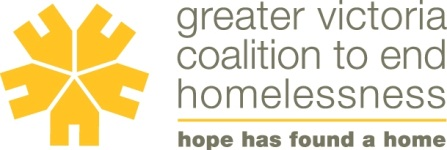 greater victoria
coalition to end
homelessness
hope has found a home